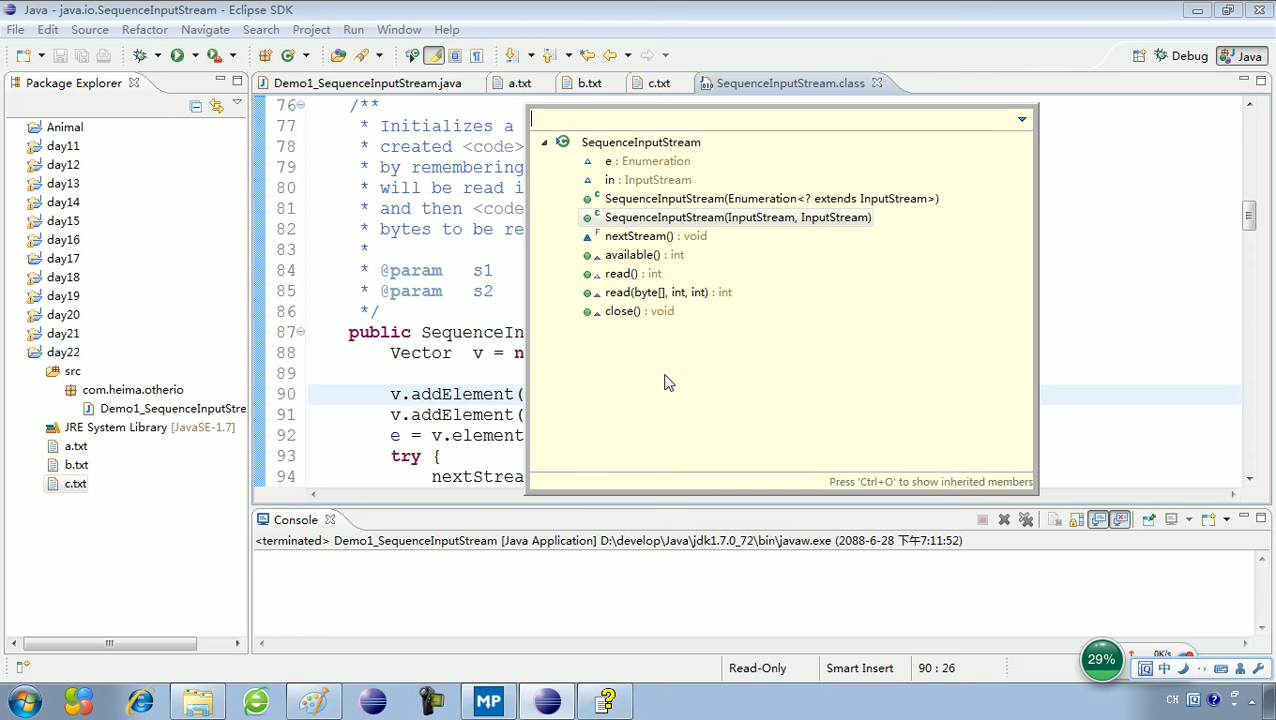 Java - java.io.SequenceInputStream - Eclipse SDK
File Edit Source Refactor Navigate Search Project Run Window Help
Debug Java
Package Explorer
Demo1_SequenceInputStream.java a.txt b.txt c.txt SequenceInputStream.class
Animal
day11
day12
day13
day14
day15
day16
day17
day18
day19
day20
day21
day22
src
com.heima.otherio
Demo1_SequenceInputStre
JRE System Library [JavaSE-1.7]
a.txt
b.txt
c.txt
76 /**
77 * Initializes a
78 * created <code>
79 * by remembering
80 * will be read i
81 * and then <code
82 * bytes to be re
83 *
84 * @param s1
85 * @param s2
86 */
87 public SequenceIn
88 Vector v = n
89
90 v.addElement(
91 v.addElement(
92 e = v.element
93 try {
94 nextStrea
SequenceInputStream
e : Enumeration
in : InputStream
SequenceInputStream(Enumeration<? extends InputStream>)
SequenceInputStream(InputStream, InputStream)
nextStream() : void
available() : int
read() : int
read(byte[], int, int) : int
close() : void
Press 'Ctrl+O' to show inherited members
Console
<terminated> Demo1_SequenceInputStream [Java Application] D:\develop\Java\jdk1.7.0_72\bin\javaw.exe (2088-6-28 下午7:11:52)
Read-Only Smart Insert 90 : 26
29% 0K/s 中
MP CH